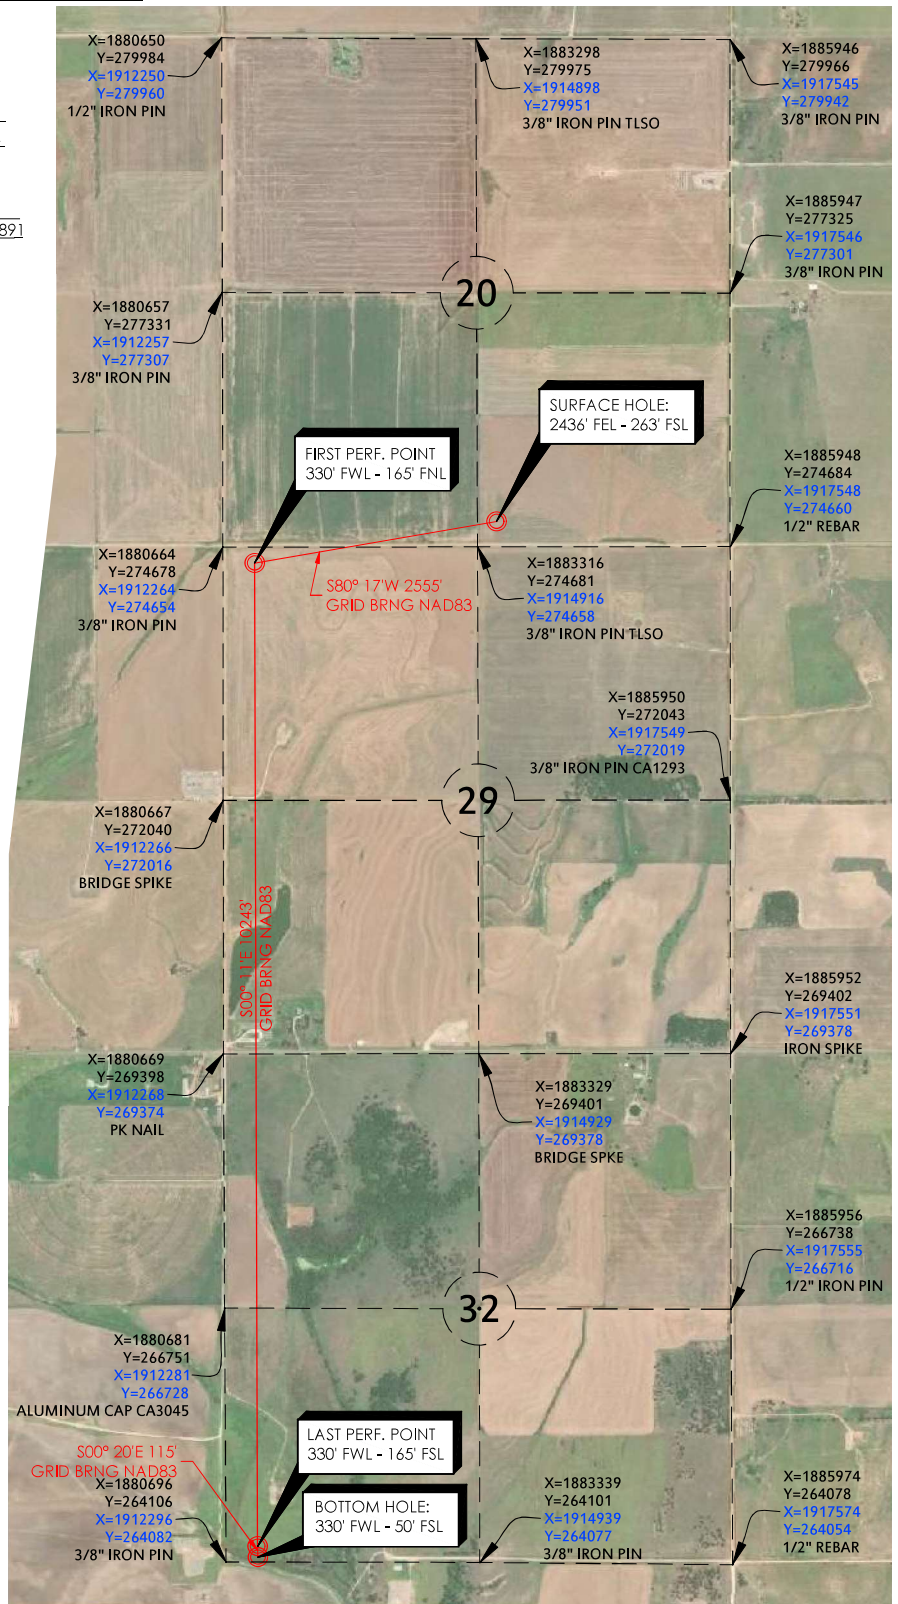 891
X=1880650
Y=279984
X=1912250
Y=279960
1/2" IRON PIN
X=1883298
Y=279975
X=1914898
Y=279951
3/8" IRON PIN TLSO
X=1885946
Y=279966
X=1917545
Y=279942
3/8" IRON PIN
X=1885947
Y=277325
X=1917546
Y=277301
3/8" IRON PIN
20
X=1880657
Y=277331
X=1912257
Y=277307
3/8" IRON PIN
SURFACE HOLE:
2436' FEL - 263' FSL
FIRST PERF. POINT
330' FWL - 165' FNL
X=1885948
Y=274684
X=1917548
Y=274660
1/2" REBAR
X=1880664
Y=274678
X=1912264
Y=274654
3/8" IRON PIN
S80° 17'W 2555'
GRID BRNG NAD83
X=1883316
Y=274681
X=1914916
Y=274658
3/8" IRON PIN TLSO
X=1885950
Y=272043
X=1917549
Y=272019
3/8" IRON PIN CA1293
29
X=1880667
Y=272040
X=1912266
Y=272016
BRIDGE SPIKE
S00° 11'E 10243'
GRID BRNG NAD83
X=1885952
Y=269402
X=1917551
Y=269378
IRON SPIKE
X=1880669
Y=269398
X=1912268
Y=269374
PK NAIL
X=1883329
Y=269401
X=1914929
Y=269378
BRIDGE SPKE
X=1885956
Y=266738
X=1917555
Y=266716
1/2" IRON PIN
32
X=1880681
Y=266751
X=1912281
Y=266728
ALUMINUM CAP CA3045
LAST PERF. POINT
330' FWL - 165' FSL
S00° 20'E 115'
GRID BRNG NAD83
X=1880696
Y=264106
X=1912296
Y=264082
3/8" IRON PIN
BOTTOM HOLE:
330' FWL - 50' FSL
X=1883339
Y=264101
X=1914939
Y=264077
3/8" IRON PIN
X=1885974
Y=264078
X=1917574
Y=264054
1/2" REBAR